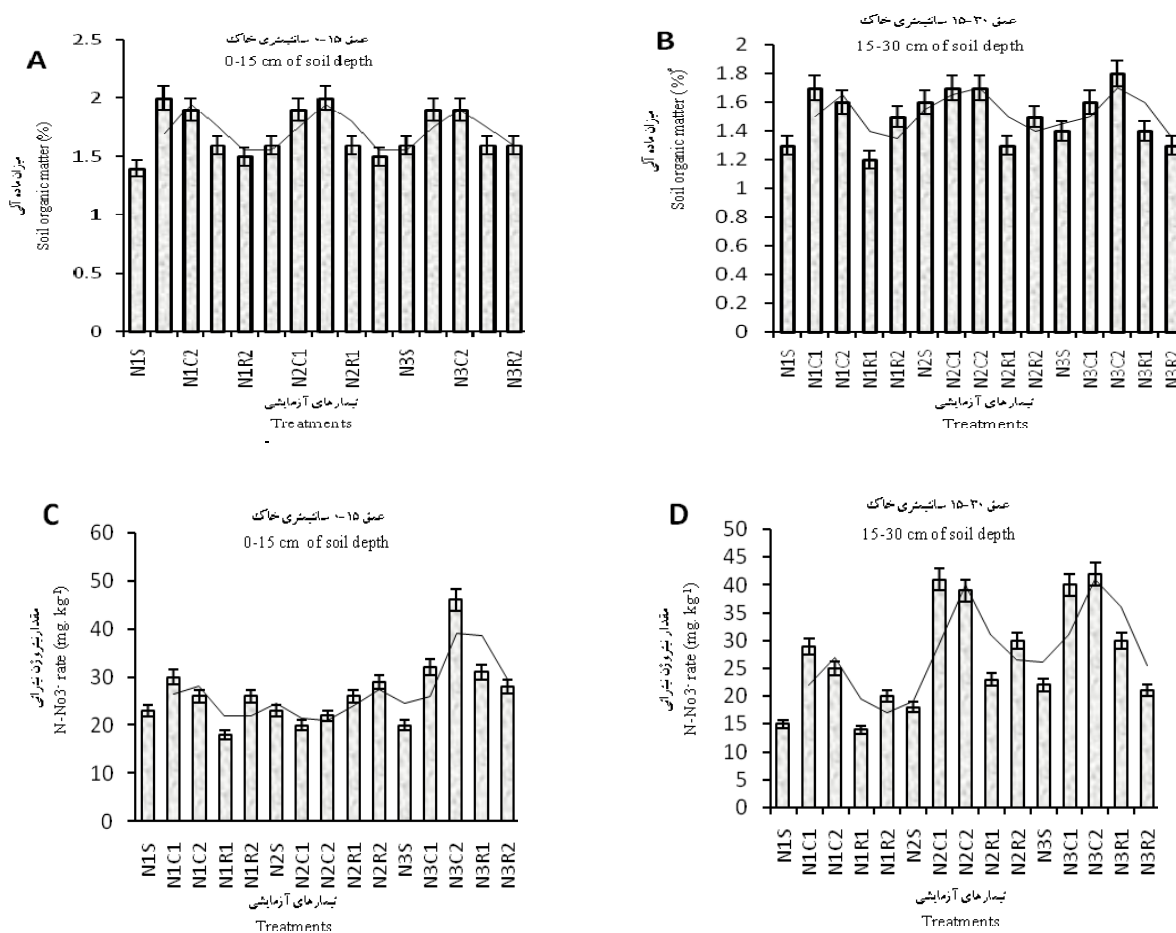 A
عمق ۱۵-۰ سانتیمتری خاک
0-15 cm of soil depth
میزان ماده آلی
Soil organic matter (%)
2.5
2
1.5
1
0.5
0
N1S
N1C2
N1R2
N2C1
N2R1
N3S
N3C2
N3R2
تیمارهای آزمایشی
Treatments
B
عمق ۳۰-۱۵ سانتیمتری خاک
15-30 cm of soil depth
میزان ماده آلی
Soil organic matter (%)
2
1.8
1.6
1.4
1.2
1
0.8
0.6
0.4
0.2
0
N1S
N1C1
N1C2
N1R1
N1R2
N2S
N2C1
N2C2
N2R1
N2R2
N3S
N3C1
N3C2
N3R1
N3R2
تیمارهای آزمایشی
Treatments
C
عمق ۱۵-۰ سانتیمتری خاک
0-15 cm of soil depth
مقدار نیتروژن نیتراتی
N-No3- rate (mg. kg-1)
60
50
40
30
20
10
0
N1S
N1C1
N1C2
N1R1
N1R2
N2S
N2C1
N2C2
N2R1
N2R2
N3S
N3C1
N3C2
N3R1
N3R2
تیمارهای آزمایشی
Treatments
D
عمق ۳۰-۱۵ سانتیمتری خاک
15-30 cm of soil depth
مقدار نیتروژن نیتراتی
N-No3- rate (mg. kg-1)
50
45
40
35
30
25
20
15
10
5
0
N1S
N1C1
N1C2
N1R1
N1R2
N2S
N2C1
N2C2
N2R1
N2R2
N3S
N3C1
N3C2
N3R1
N3R2
تیمارهای آزمایشی
Treatments